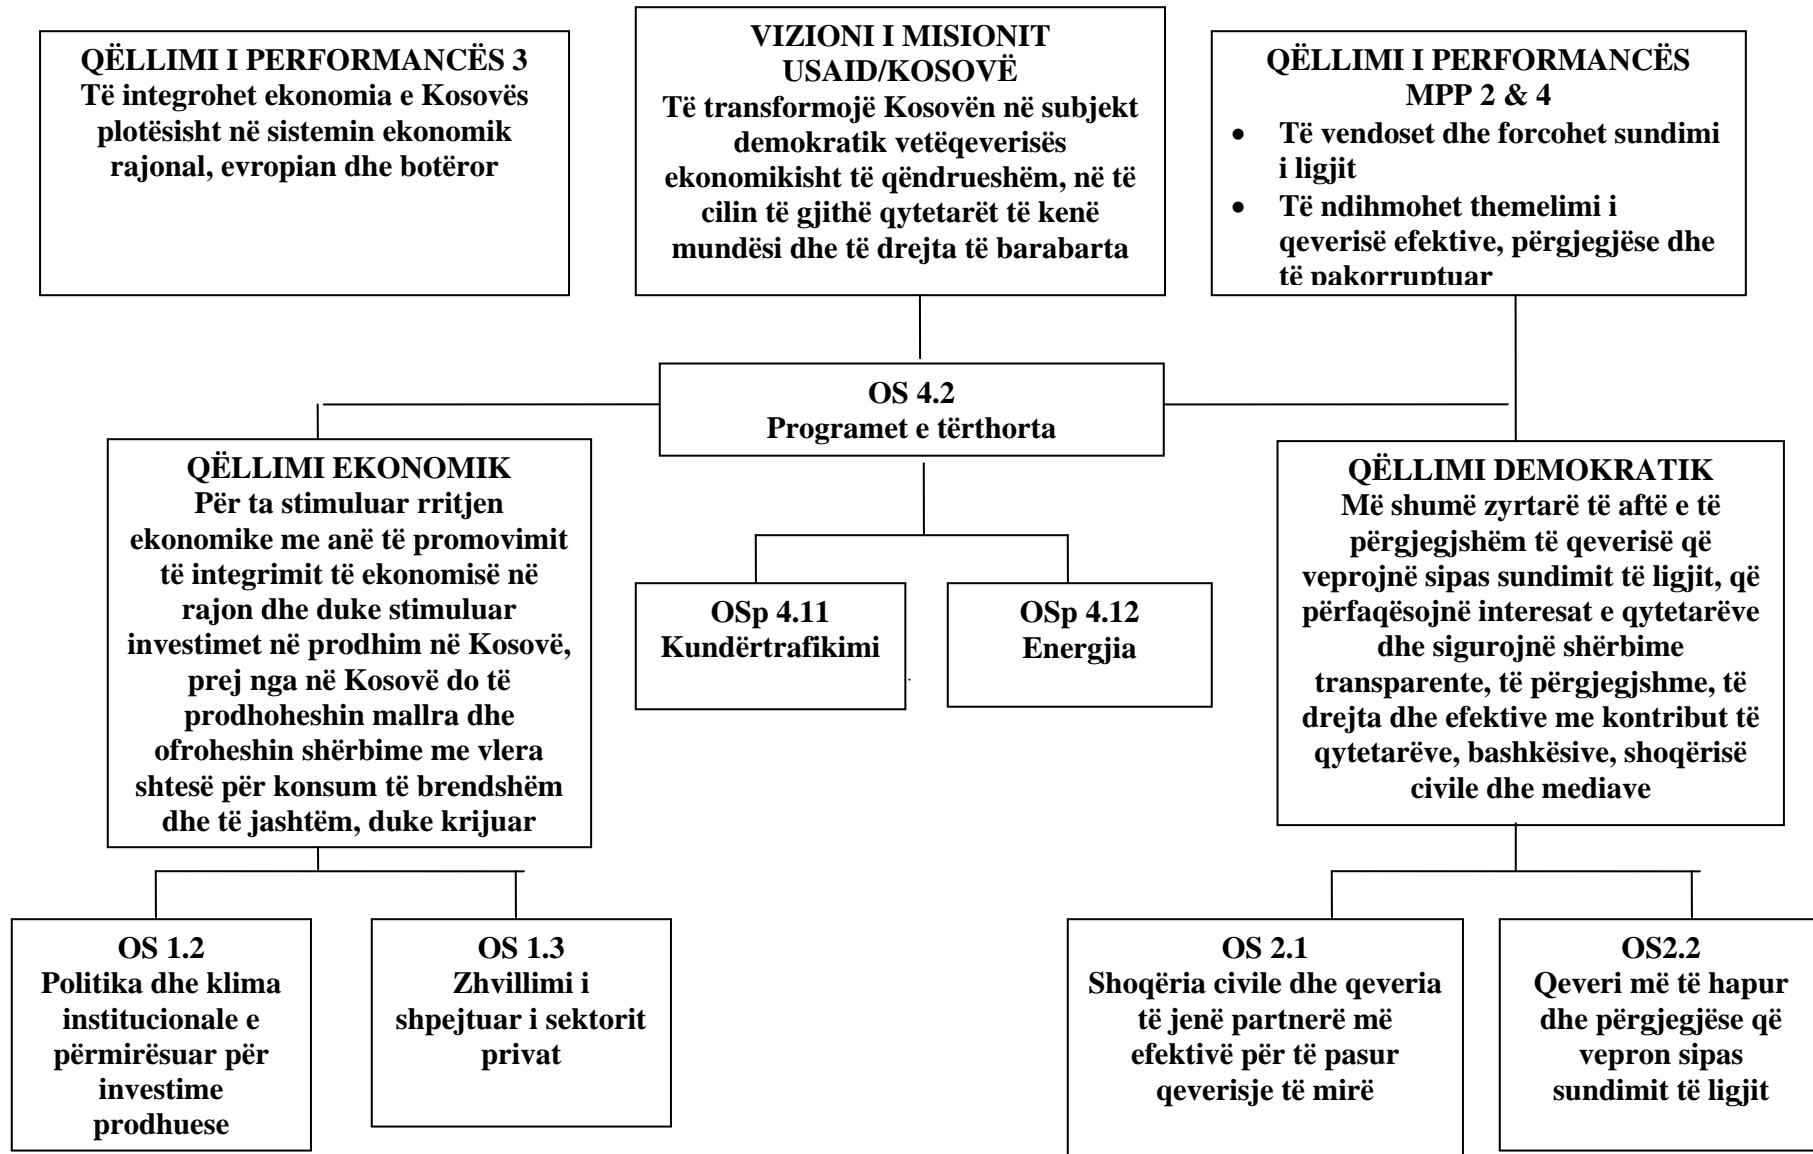 QËLLIMI I PERFORMANCËS 3
Të integrohet ekonomia e Kosovës
plotësisht në sistemin ekonomik
rajonal, evropian dhe botëror
VIZIONI I MISIONIT
USAID/KOSOVË
Të transformojë Kosovën në subjekt
demokratik vetëqeverisës
ekonomikisht të qëndrueshëm, në të
cilin të gjithë qytetarët të kenë
mundësi dhe të drejta të barabarta
QËLLIMI I PERFORMANCËS
MPP 2 & 4
• Të vendoset dhe forcohet sundimi
i ligjit
• Të ndihmohet themelimi i
qeverisë efektive, përgjegjëse dhe
të pakorruptuar
OS 4.2
Programet e tërthorta
QËLLIMI EKONOMIK
Për ta stimuluar rritjen
ekonomike me anë të promovimit
të integrimit të ekonomisë në
rajon dhe duke stimuluar
investimet në prodhim në Kosovë,
prej nga në Kosovë do të
prodhoheshin mallra dhe
ofroheshin shërbime me vlera
shtesë për konsum të brendshëm
dhe të jashtëm, duke krijuar
OSp 4.11
Kundërtrafikimi
OSp 4.12
Energjia
QËLLIMI DEMOKRATIK
Më shumë zyrtarë të aftë e të
përgjegjshëm të qeverisë që
veprojnë sipas sundimit të ligjit, që
përfaqësojnë interesat e qytetarëve
dhe sigurojnë shërbime
transparente, të përgjegjshme, të
drejta dhe efektive me kontribut të
qytetarëve, bashkësive, shoqërisë
civile dhe mediave
OS 1.2
Politika dhe klima
institucionale e
përmirësuar për
investime
prodhuese
OS 1.3
Zhvillimi i
shpejtuar i sektorit
privat
OS 2.1
Shoqëria civile dhe qeveria
të jenë partnerë më
efektivë për të pasur
qeverisje të mirë
OS2.2
Qeveri më të hapur
dhe përgjegjëse që
vepron sipas
sundimit të ligjit